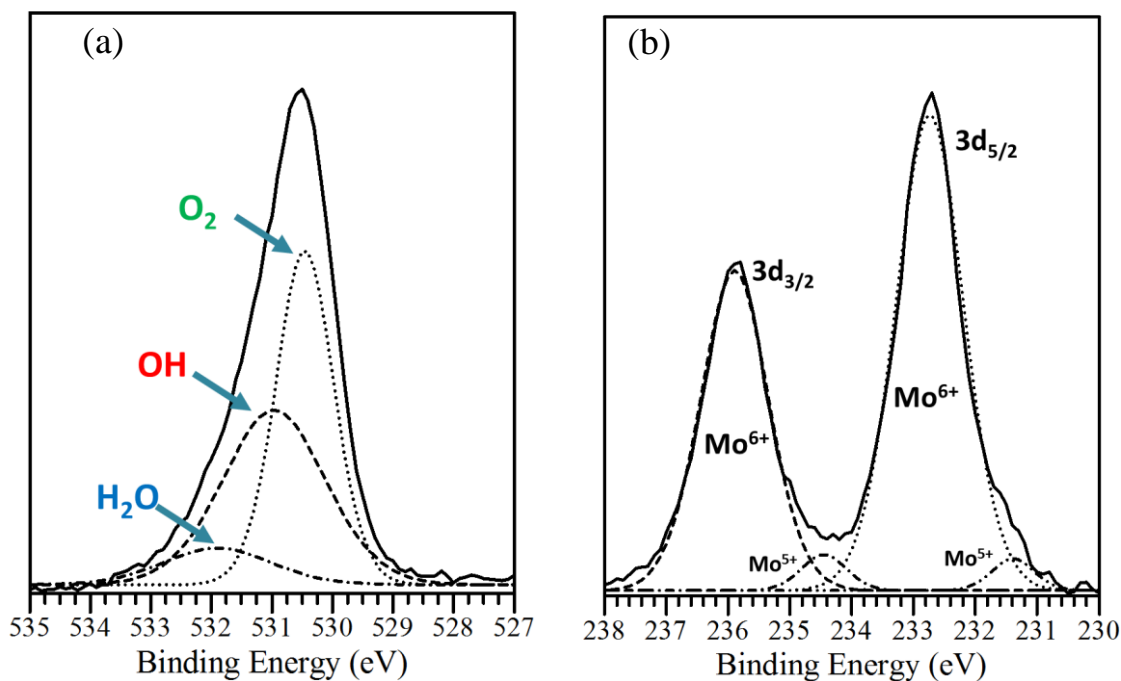 (a)
O₂
OH
H₂O
535 534 533 532 531 530 529 528 527
Binding Energy (eV)
(b)
3d₅/₂
3d₃/₂
Mo⁶⁺
Mo⁶⁺
Mo⁵⁺
Mo⁵⁺
238 237 236 235 234 233 232 231 230
Binding Energy (eV)